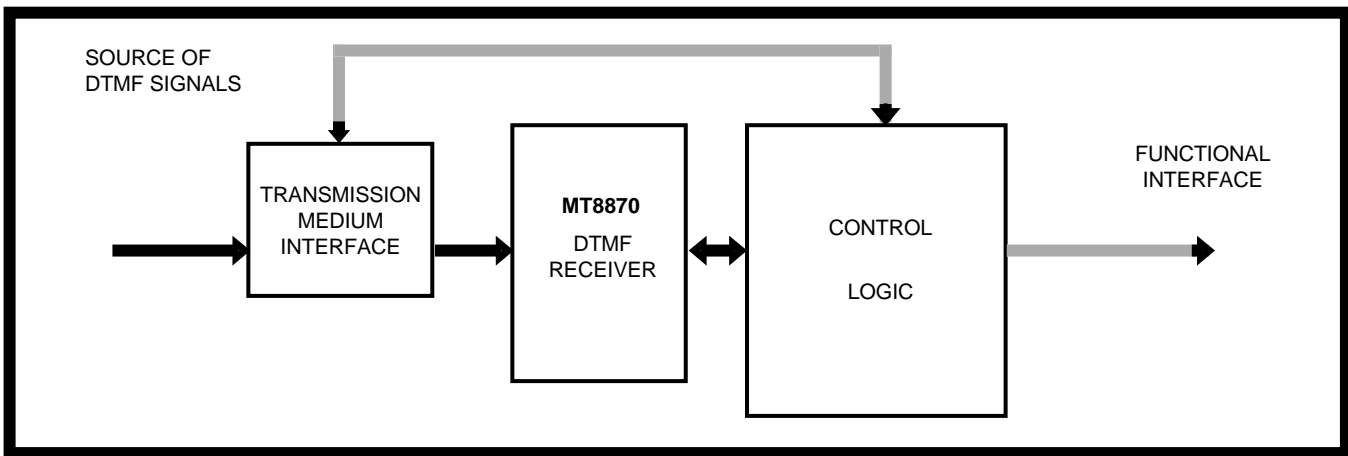 SOURCE OF
DTMF SIGNALS
TRANSMISSION
MEDIUM
INTERFACE
MT8870
DTMF
RECEIVER
CONTROL
LOGIC
FUNCTIONAL
INTERFACE